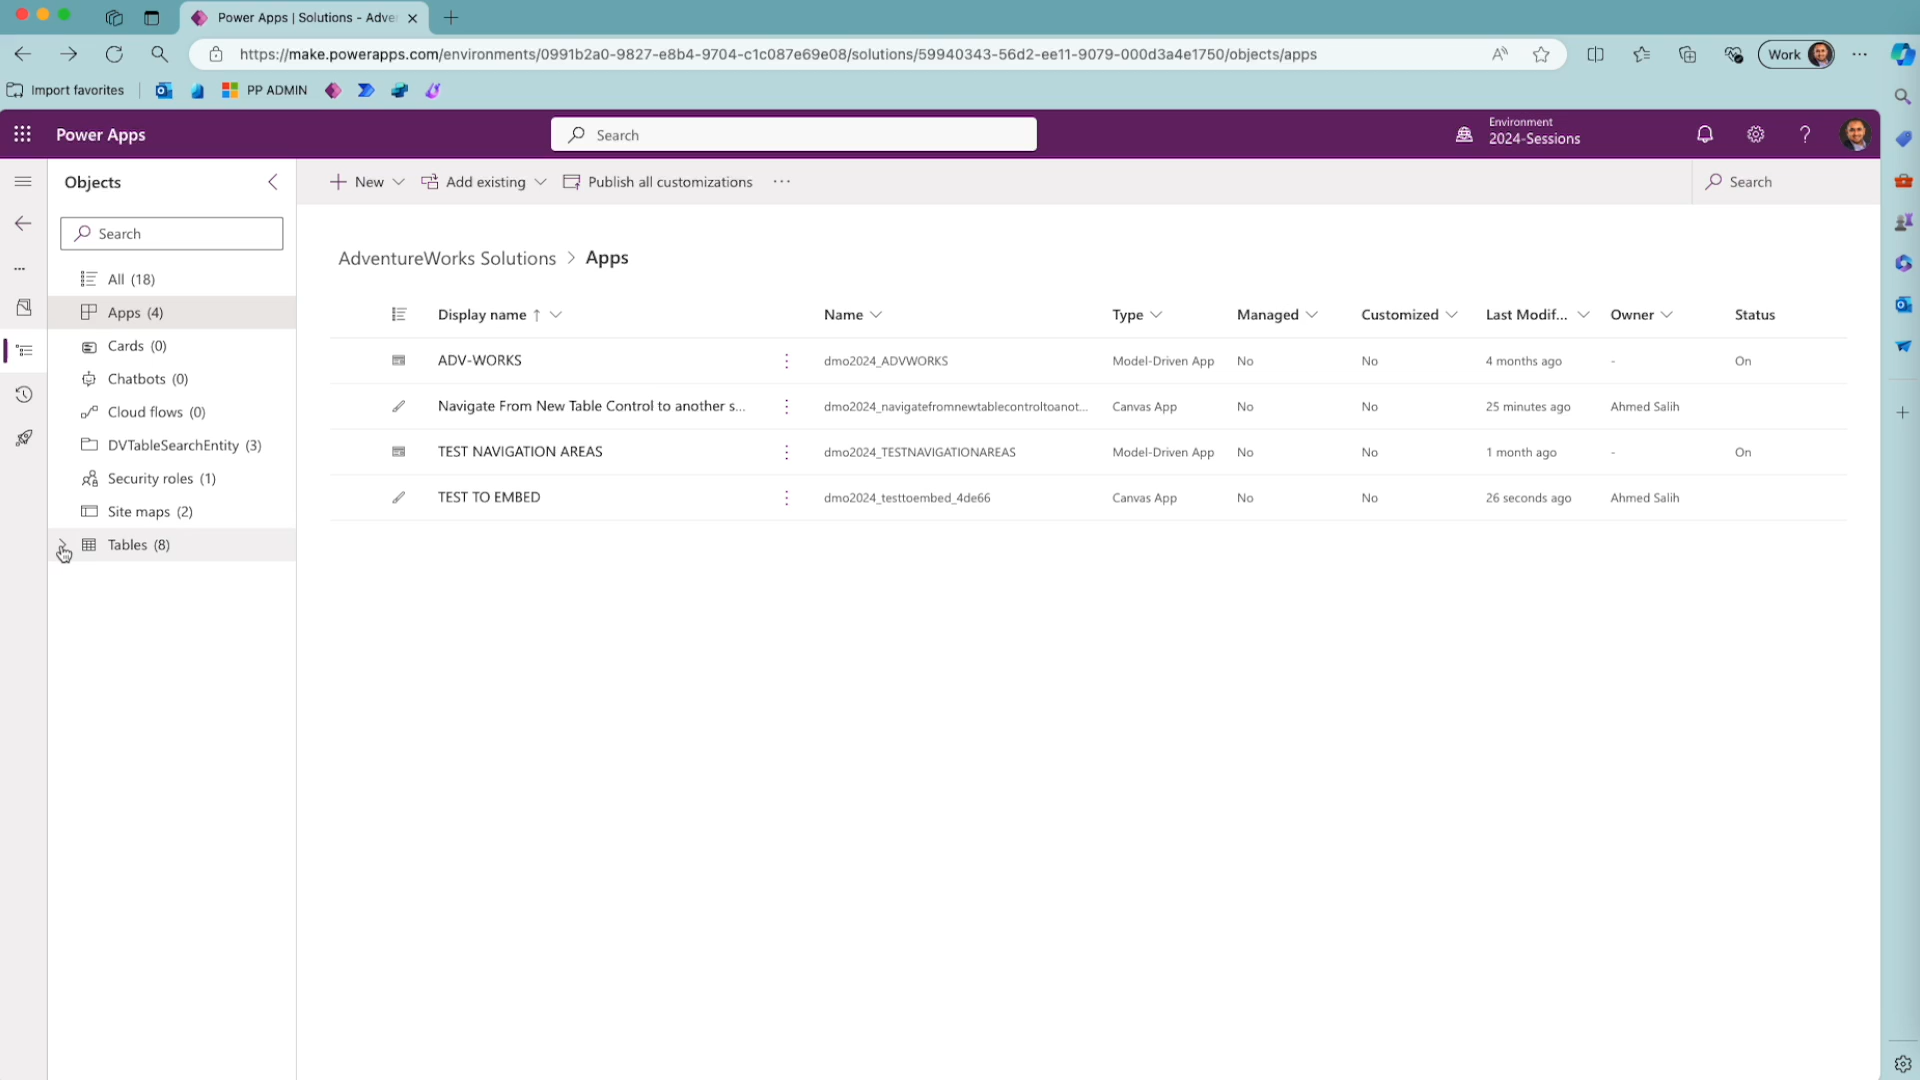 Power Apps | Solutions - Adve
https://make.powerapps.com/environments/0991b2a0-9827-e8b4-9704-c1c087e69e08/solutions/59940343-56d2-ee11-9079-000d3a4e1750/objects/apps
Work
Import favorites
PP ADMIN
Power Apps
Search
Environment
2024-Sessions
Objects
New
Add existing
Publish all customizations
Search
Search
All (18)
Apps (4)
Cards (0)
Chatbots (0)
Cloud flows (0)
DVTableSearchEntity (3)
Security roles (1)
Site maps (2)
Tables (8)
AdventureWorks Solutions > Apps
Display name ↑ Name Type Managed Customized Last Modif... Owner Status
ADV-WORKS dmo2024_ADVWORKS Model-Driven App No No 4 months ago - On
Navigate From New Table Control to another s... dmo2024_navigatefromnewtablecontroltoanot... Canvas App No No 25 minutes ago Ahmed Salih
TEST NAVIGATION AREAS dmo2024_TESTNAVIGATIONAREAS Model-Driven App No No 1 month ago - On
TEST TO EMBED dmo2024_testtoembed_4de66 Canvas App No No 26 seconds ago Ahmed Salih